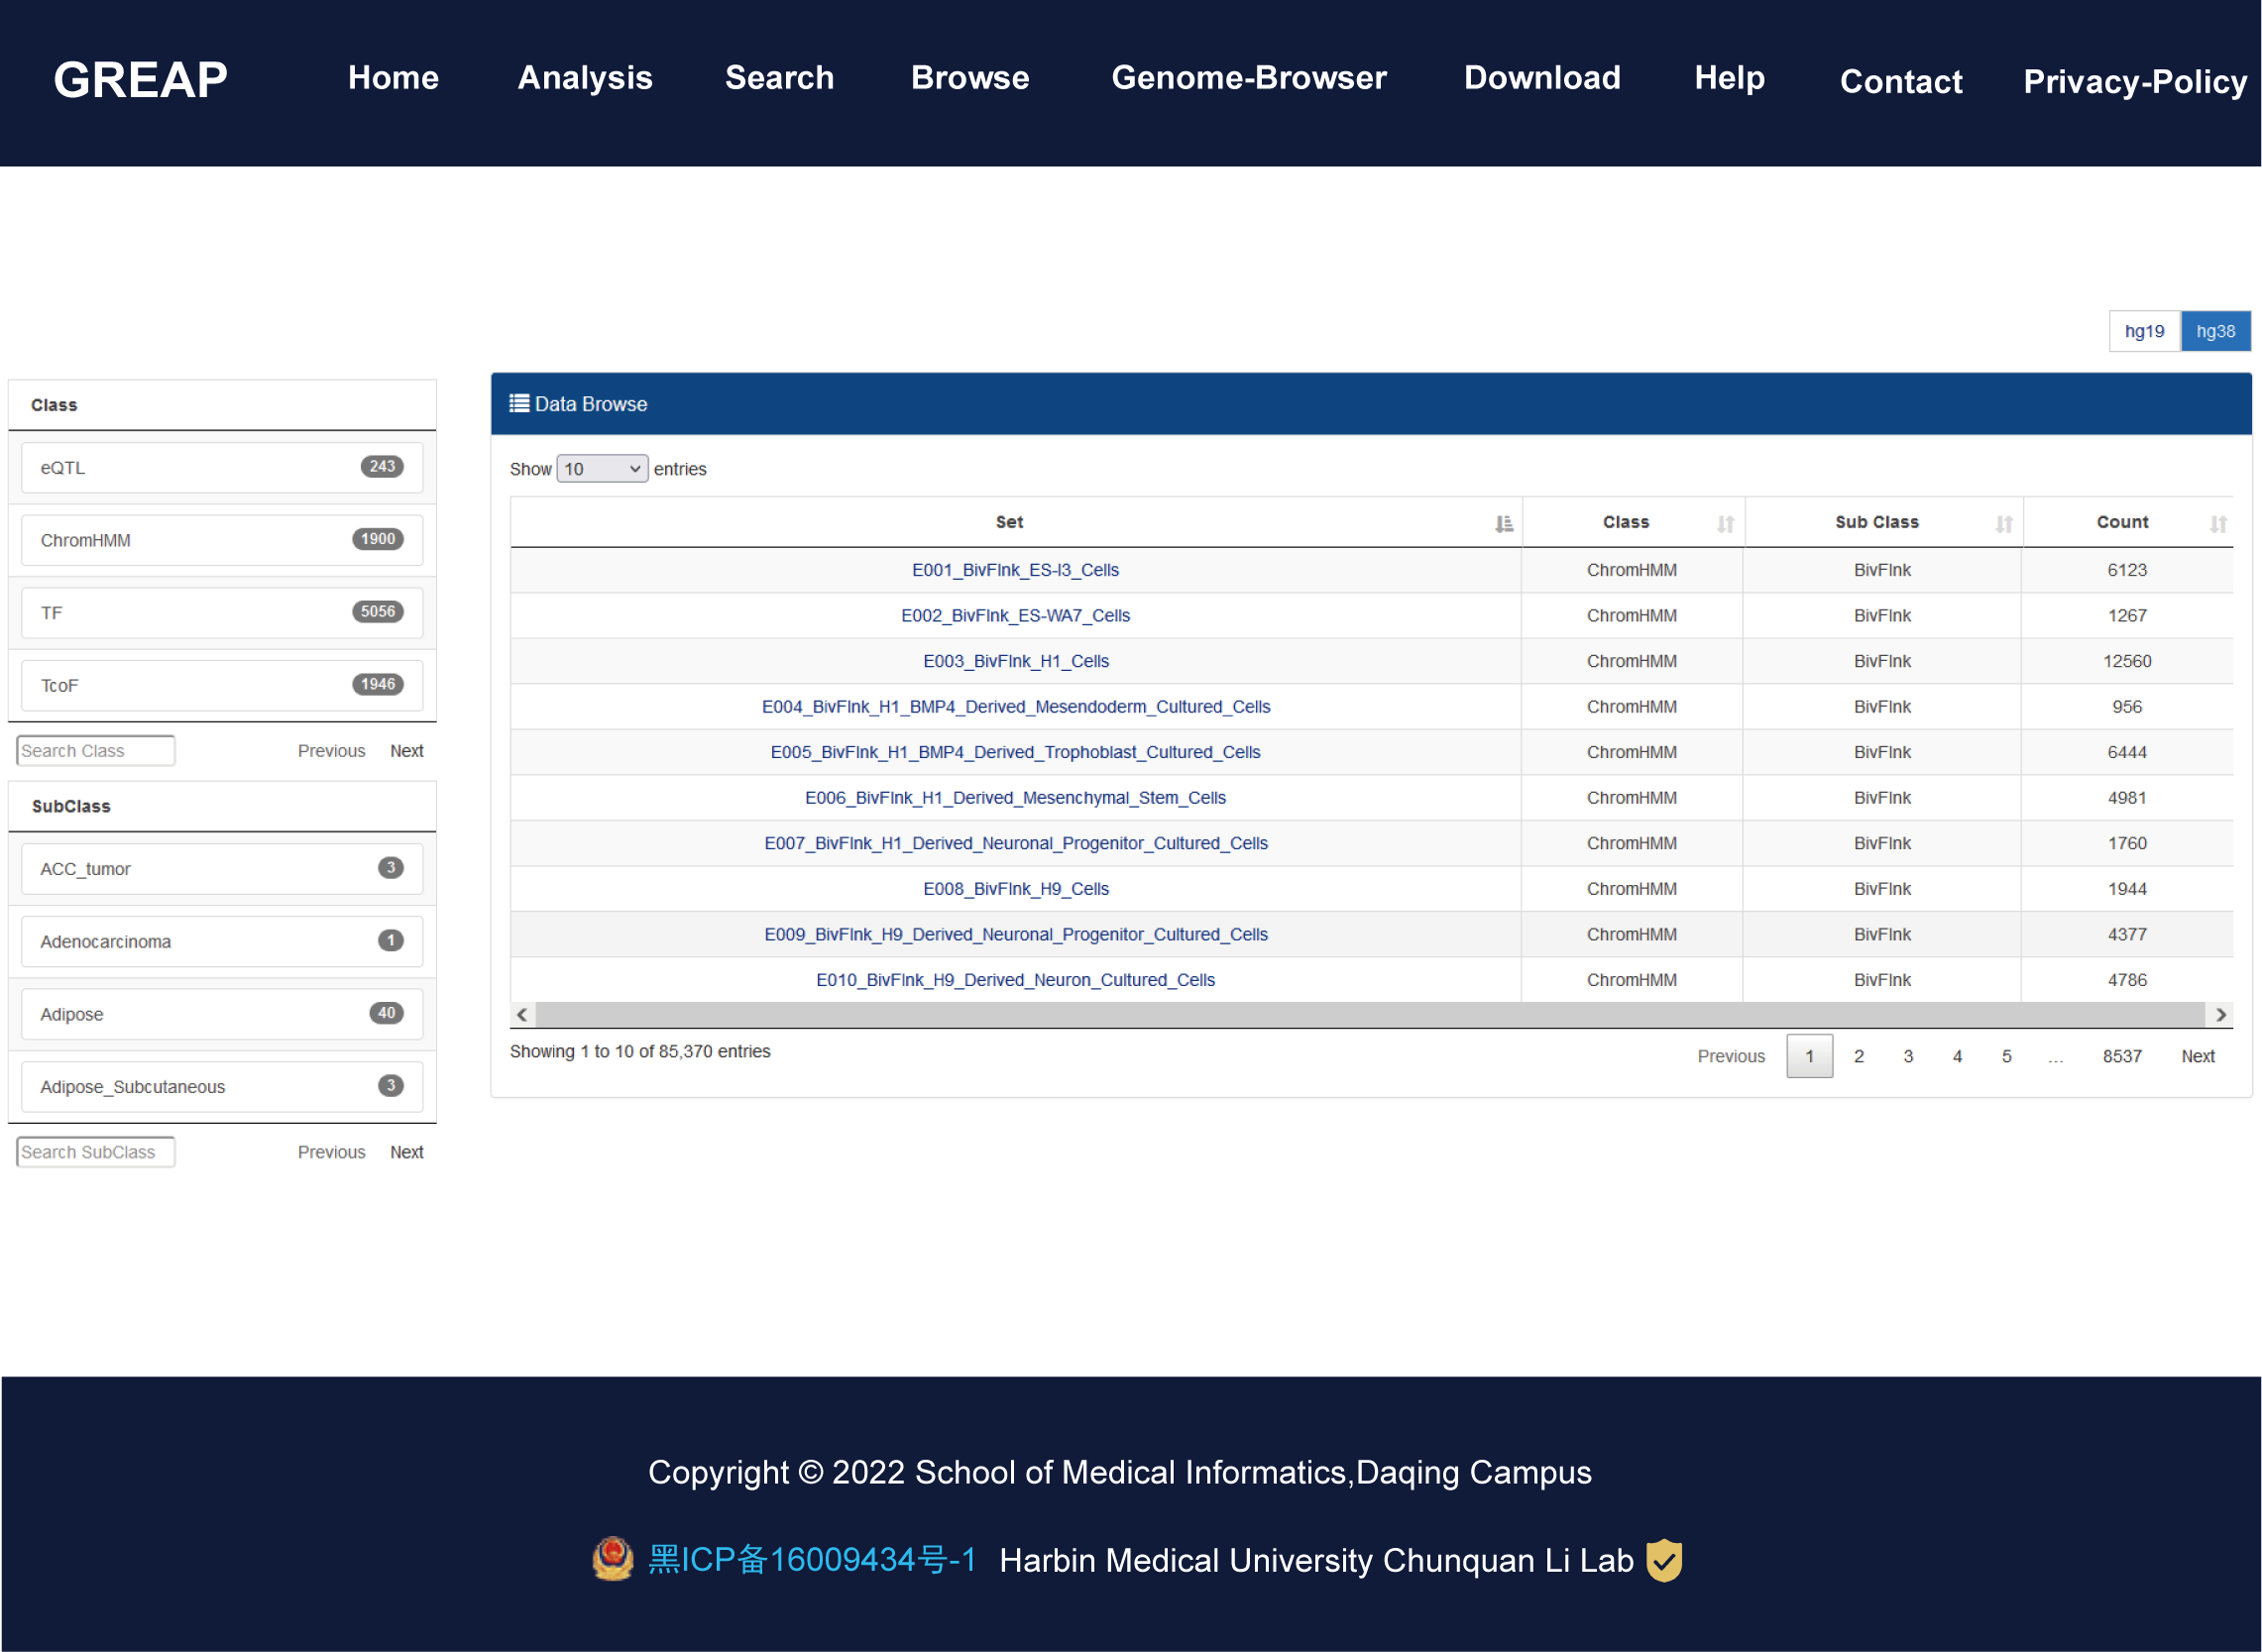 GREAP Home Analysis Search Browse Genome-Browser Download Help Contact Privacy-Policy
hg19 hg38
Class
eQTL 243
ChromHMM 1900
TF 5056
TcoF 1946
Search Class Previous Next
SubClass
ACC_tumor 3
Adenocarcinoma 1
Adipose 40
Adipose_Subcutaneous 3
Search SubClass Previous Next
Data Browse
Show 10 entries
Set Class Sub Class Count
E001_BivFlnk_ES-I3_Cells ChromHMM BivFlnk 6123
E002_BivFlnk_ES-WA7_Cells ChromHMM BivFlnk 1267
E003_BivFlnk_H1_Cells ChromHMM BivFlnk 12560
E004_BivFlnk_H1_BMP4_Derived_Mesendoderm_Cultured_Cells ChromHMM BivFlnk 956
E005_BivFlnk_H1_BMP4_Derived_Trophoblast_Cultured_Cells ChromHMM BivFlnk 6444
E006_BivFlnk_H1_Derived_Mesenchymal_Stem_Cells ChromHMM BivFlnk 4981
E007_BivFlnk_H1_Derived_Neuronal_Progenitor_Cultured_Cells ChromHMM BivFlnk 1760
E008_BivFlnk_H9_Cells ChromHMM BivFlnk 1944
E009_BivFlnk_H9_Derived_Neuronal_Progenitor_Cultured_Cells ChromHMM BivFlnk 4377
E010_BivFlnk_H9_Derived_Neuron_Cultured_Cells ChromHMM BivFlnk 4786
Showing 1 to 10 of 85,370 entries Previous 1 2 3 4 5 … 8537 Next
Copyright © 2022 School of Medical Informatics,Daqing Campus
黑ICP备16009434号-1 Harbin Medical University Chunquan Li Lab